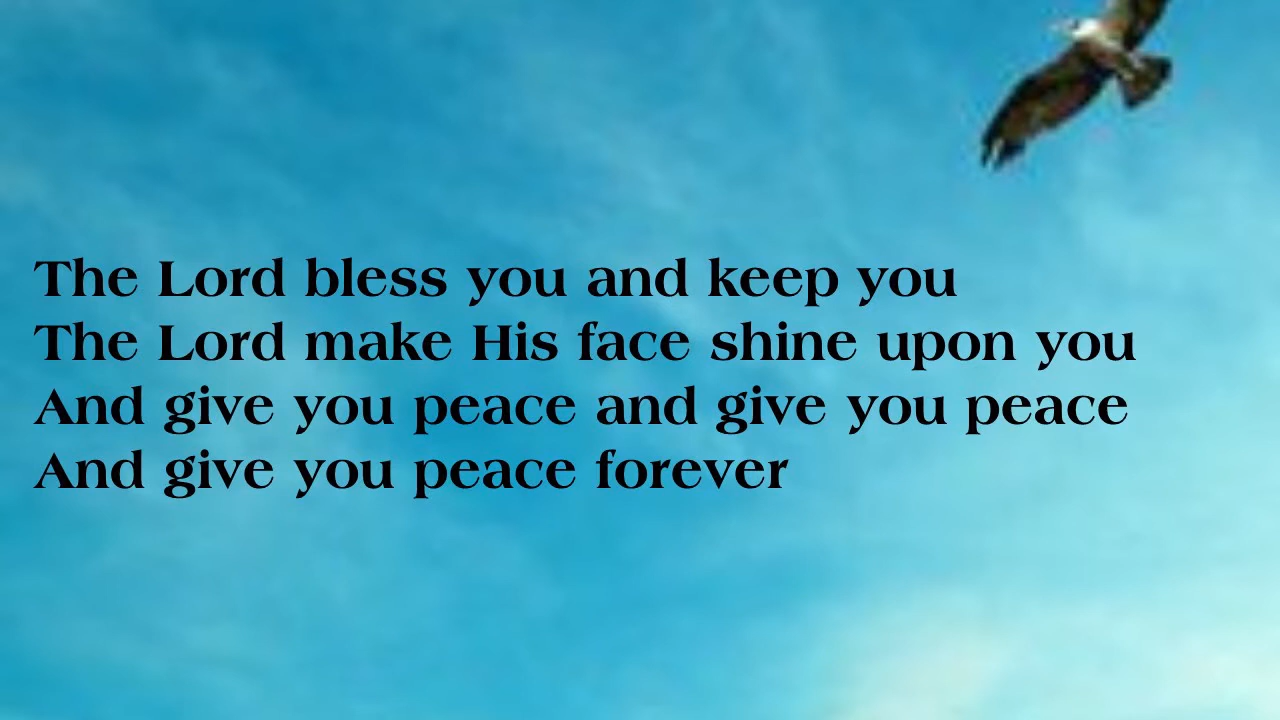 The Lord bless you and keep you
The Lord make His face shine upon you
And give you peace and give you peace
And give you peace forever